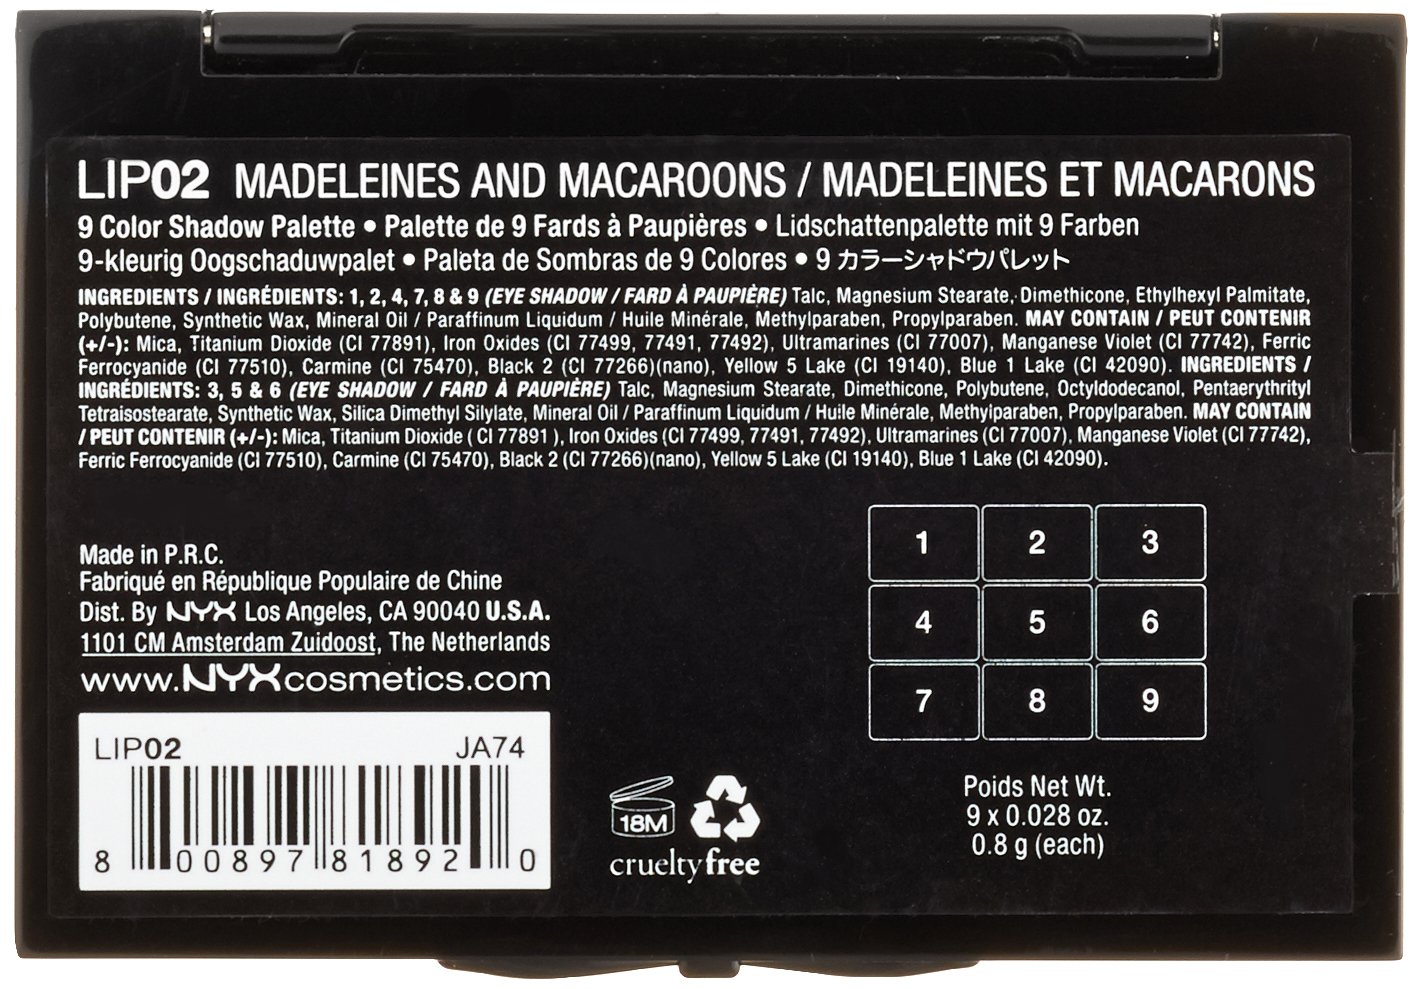 LIP02 MADELEINES AND MACAROONS / MADELEINES ET MACARONS
9 Color Shadow Palette • Palette de 9 Fards à Paupières • Lidschattenpalette mit 9 Farben
9-kleurig Oogschaduwpalet • Paleta de Sombras de 9 Colores • 9 カラーシャドウパレット
INGREDIENTS / INGRÉDIENTS: 1, 2, 4, 7, 8 & 9 (EYE SHADOW / FARD À PAUPIÈRE) Talc, Magnesium Stearate, Dimethicone, Ethylhexyl Palmitate,
Polybutene, Synthetic Wax, Mineral Oil / Paraffinum Liquidum / Huile Minérale, Methylparaben, Propylparaben. MAY CONTAIN / PEUT CONTENIR
(+/-): Mica, Titanium Dioxide (CI 77891), Iron Oxides (CI 77499, 77491, 77492), Ultramarines (CI 77007), Manganese Violet (CI 77742), Ferric
Ferrocyanide (CI 77510), Carmine (CI 75470), Black 2 (CI 77266)(nano), Yellow 5 Lake (CI 19140), Blue 1 Lake (CI 42090). INGREDIENTS /
INGRÉDIENTS: 3, 5 & 6 (EYE SHADOW / FARD À PAUPIÈRE) Talc, Magnesium Stearate, Dimethicone, Polybutene, Octyldodecanol, Pentaerythrityl
Tetraisostearate, Synthetic Wax, Silica Dimethyl Silylate, Mineral Oil / Paraffinum Liquidum / Huile Minérale, Methylparaben, Propylparaben. MAY CONTAIN
/ PEUT CONTENIR (+/-): Mica, Titanium Dioxide ( CI 77891 ), Iron Oxides (CI 77499, 77491, 77492), Ultramarines (CI 77007), Manganese Violet (CI 77742),
Ferric Ferrocyanide (CI 77510), Carmine (CI 75470), Black 2 (CI 77266)(nano), Yellow 5 Lake (CI 19140), Blue 1 Lake (CI 42090).
Made in P.R.C.
Fabriqué en République Populaire de Chine
Dist. By NYX Los Angeles, CA 90040 U.S.A.
1101 CM Amsterdam Zuidoost, The Netherlands
www.NYXcosmetics.com
LIP02 JA74
8 00897 81892 0
1 2 3
4 5 6
7 8 9
18M
crueltyfree
Poids Net Wt.
9 x 0.028 oz.
0.8 g (each)